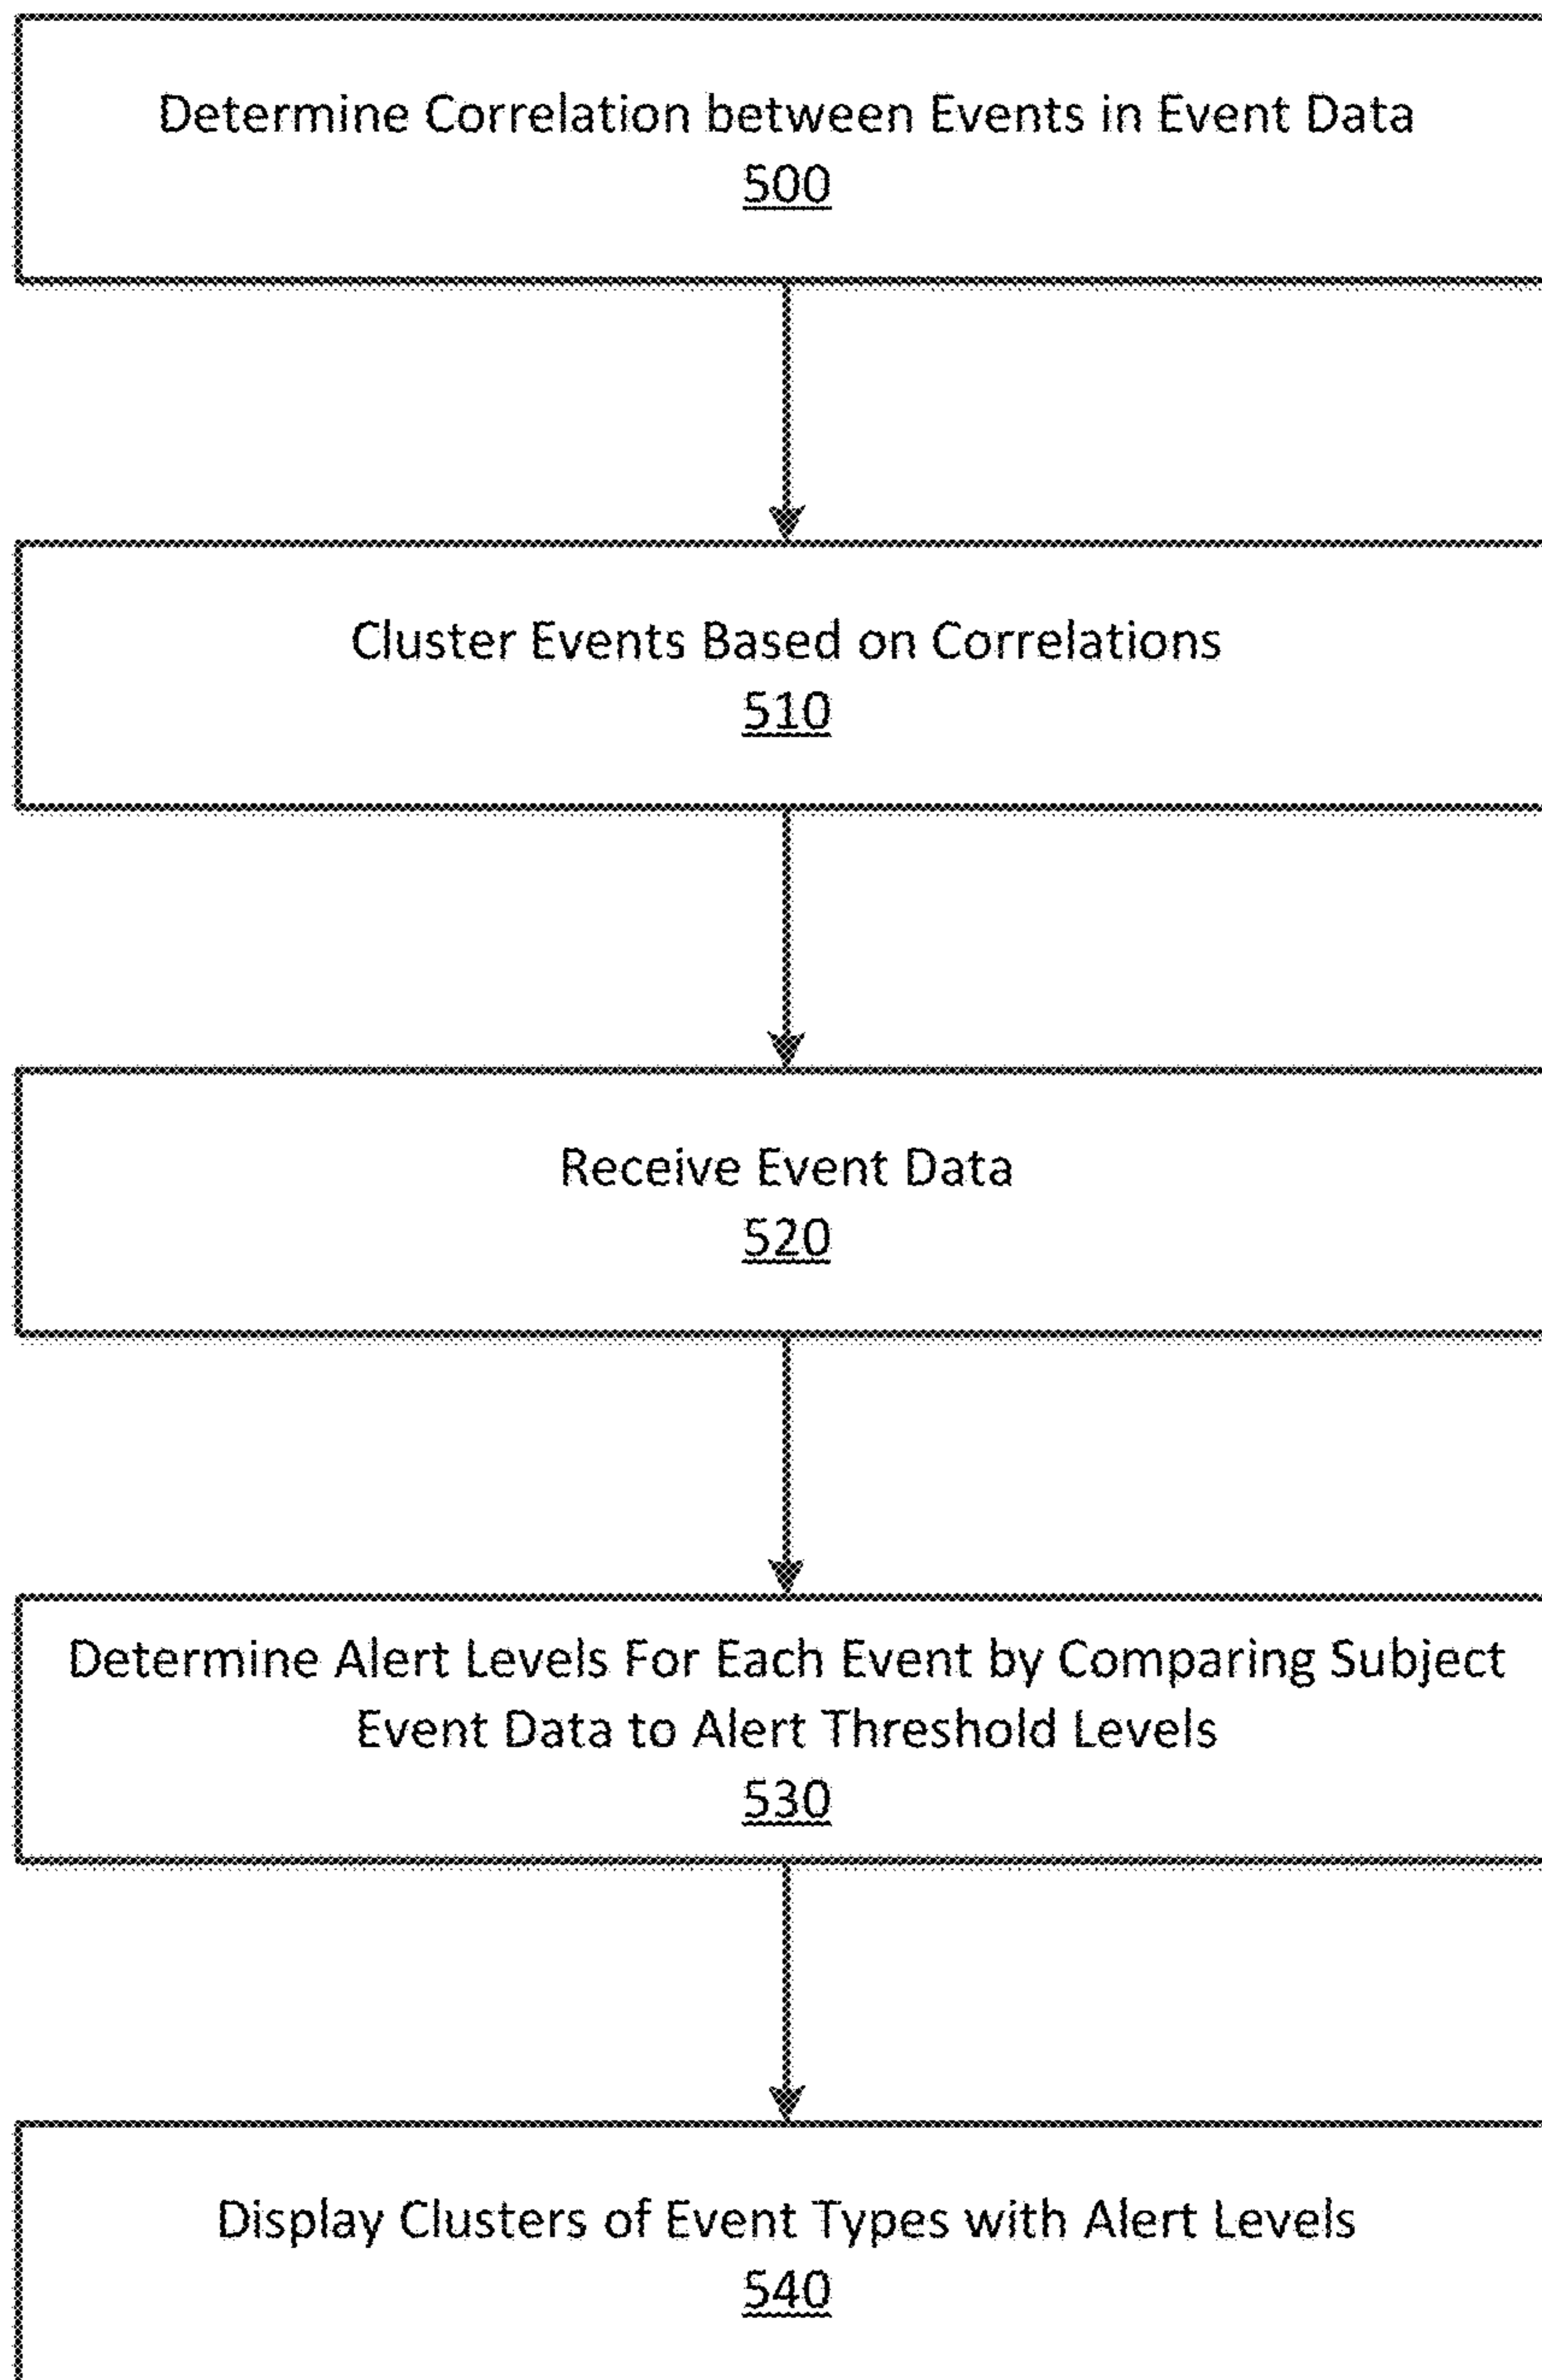 Determine Correlation between Events in Event Data
500
Cluster Events Based on Correlations
510
Receive Event Data
520
Determine Alert Levels For Each Event by Comparing Subject
Event Data to Alert Threshold Levels
530
Display Clusters of Event Types with Alert Levels
540